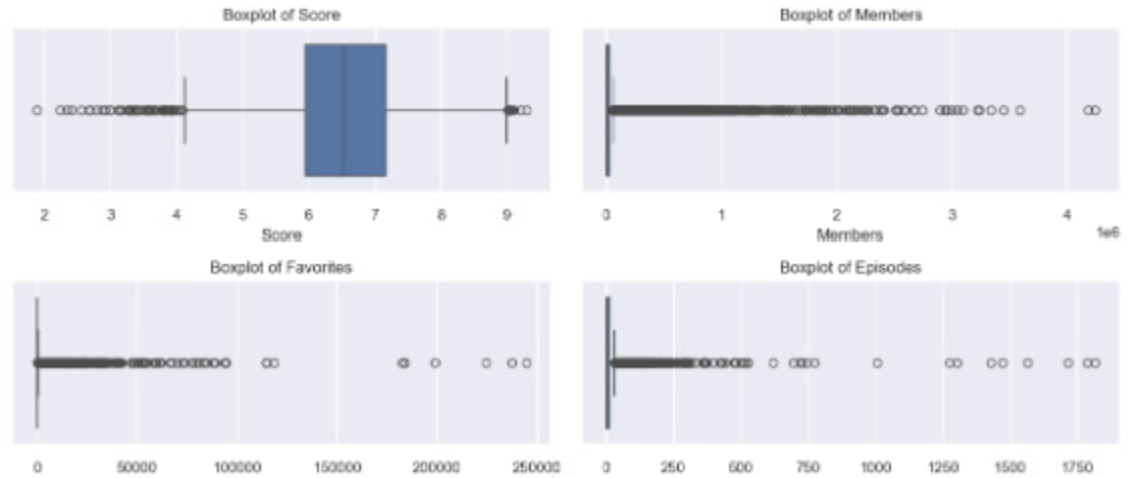 Boxplot of Score
2 3 4 5 6 7 8 9
Score
Boxplot of Members
0 1 2 3 4
1e6
Members
Boxplot of Favorites
0 50000 100000 150000 200000 250000
Boxplot of Episodes
0 250 500 750 1000 1250 1500 1750